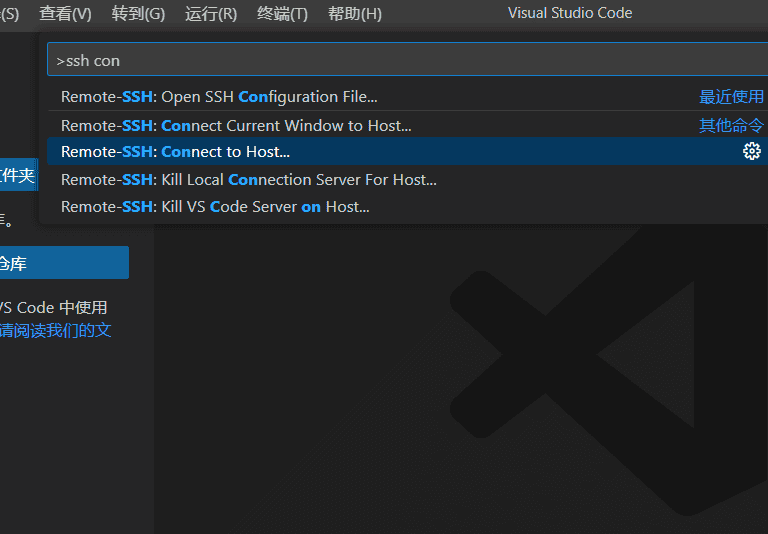 (S) 查看(V) 转到(G) 运行(R) 终端(T) 帮助(H) Visual Studio Code
>ssh con
Remote-SSH: Open SSH Configuration File... 最近使用
Remote-SSH: Connect Current Window to Host... 其他命令
Remote-SSH: Connect to Host...
Remote-SSH: Kill Local Connection Server For Host...
Remote-SSH: Kill VS Code Server on Host...
文件夹
库。
仓库
VS Code 中使用
请阅读我们的文